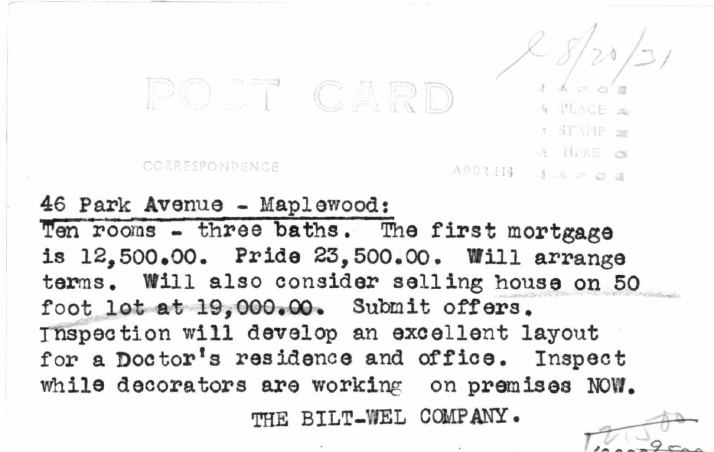 8/20/31
POST CARD
PLACE
STAMP
HERE
CORRESPONDENCE
ADDRESS
46 Park Avenue - Maplewood:
Ten rooms - three baths. The first mortgage
is 12,500.00. Pride 23,500.00. Will arrange
terms. Will also consider selling house on 50
foot lot at 19,000.00. Submit offers.
Inspection will develop an excellent layout
for a Doctor's residence and office. Inspect
while decorators are working on premises NOW.
THE BILT-WEL COMPANY.